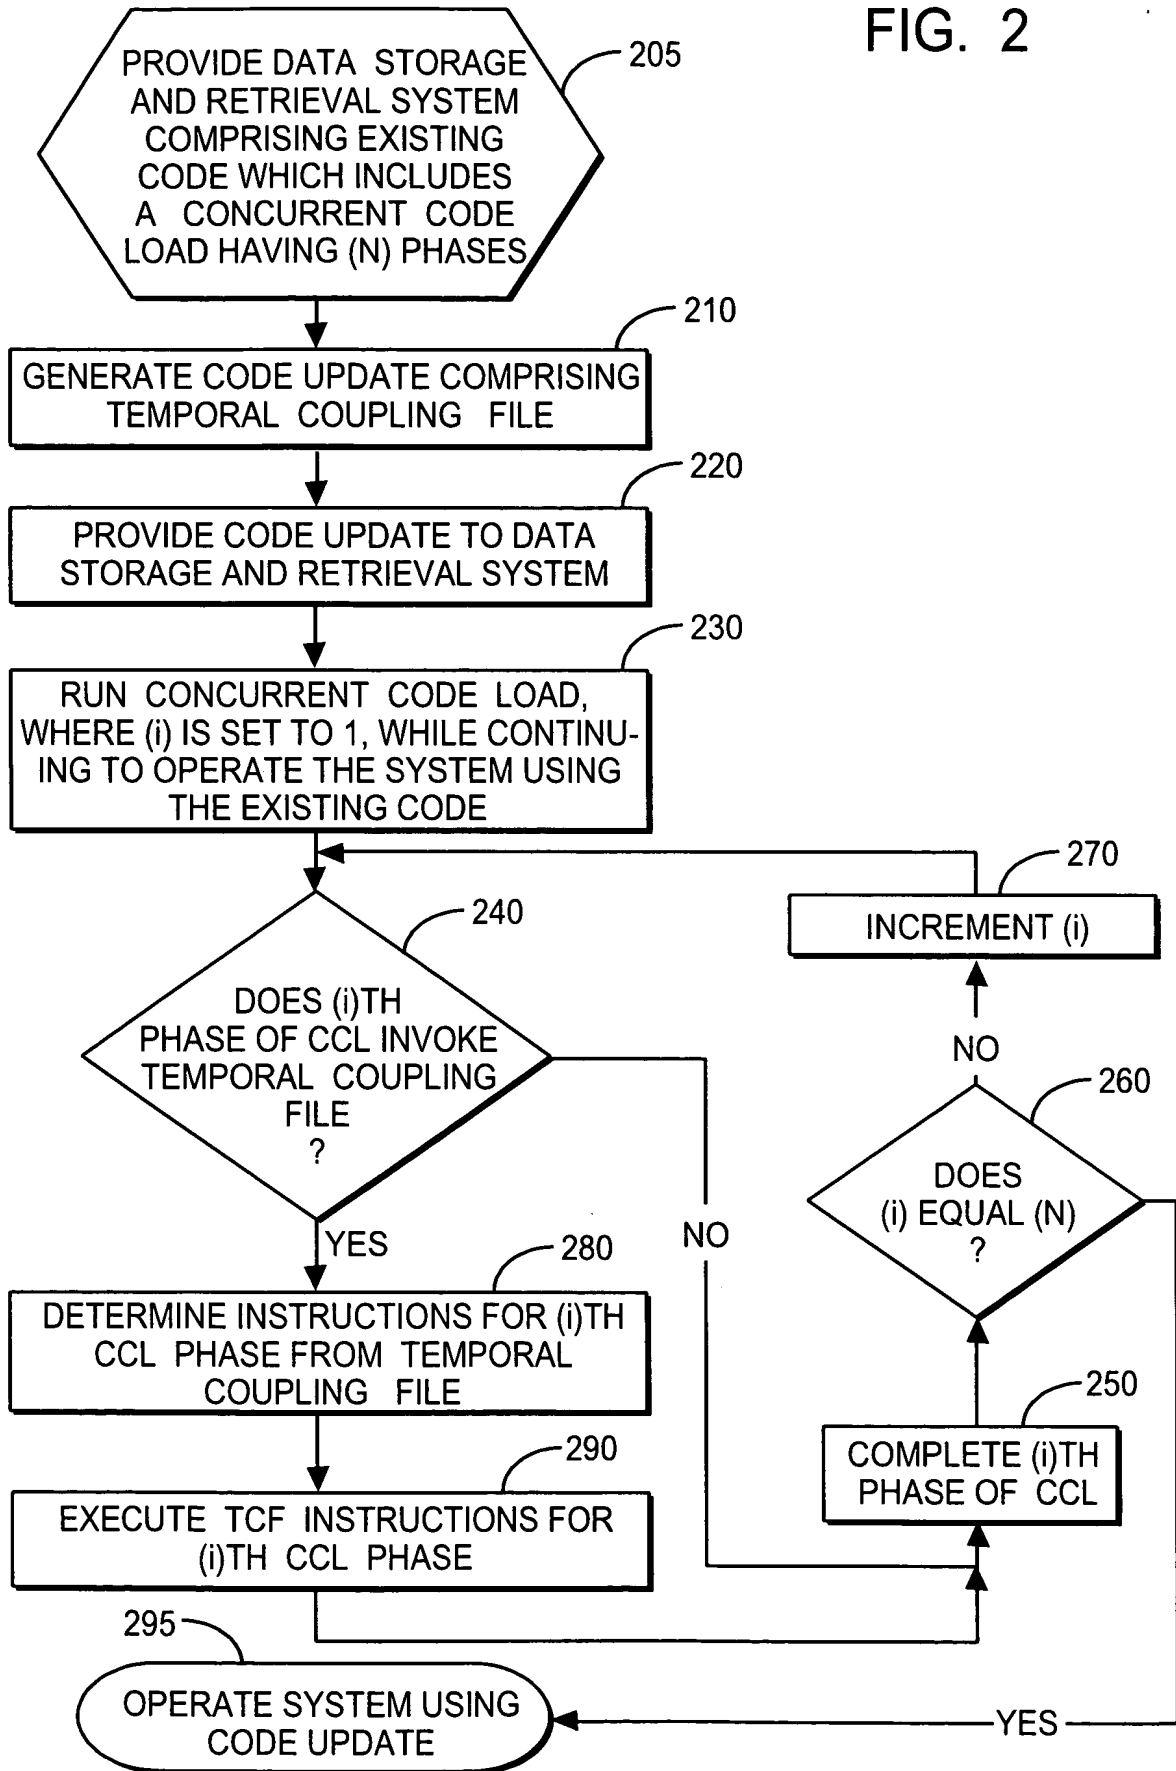 FIG. 2
PROVIDE DATA STORAGE
AND RETRIEVAL SYSTEM
COMPRISING EXISTING
CODE WHICH INCLUDES
A CONCURRENT CODE
LOAD HAVING (N) PHASES
205
210
GENERATE CODE UPDATE COMPRISING
TEMPORAL COUPLING FILE
220
PROVIDE CODE UPDATE TO DATA
STORAGE AND RETRIEVAL SYSTEM
230
RUN CONCURRENT CODE LOAD,
WHERE (i) IS SET TO 1, WHILE CONTINU-
ING TO OPERATE THE SYSTEM USING
THE EXISTING CODE
240
DOES (i)TH
PHASE OF CCL INVOKE
TEMPORAL COUPLING
FILE
?
YES
NO
280
DETERMINE INSTRUCTIONS FOR (i)TH
CCL PHASE FROM TEMPORAL
COUPLING FILE
290
EXECUTE TCF INSTRUCTIONS FOR
(i)TH CCL PHASE
270
INCREMENT (i)
NO
260
DOES
(i) EQUAL (N)
?
250
COMPLETE (i)TH
PHASE OF CCL
295
OPERATE SYSTEM USING
CODE UPDATE
YES